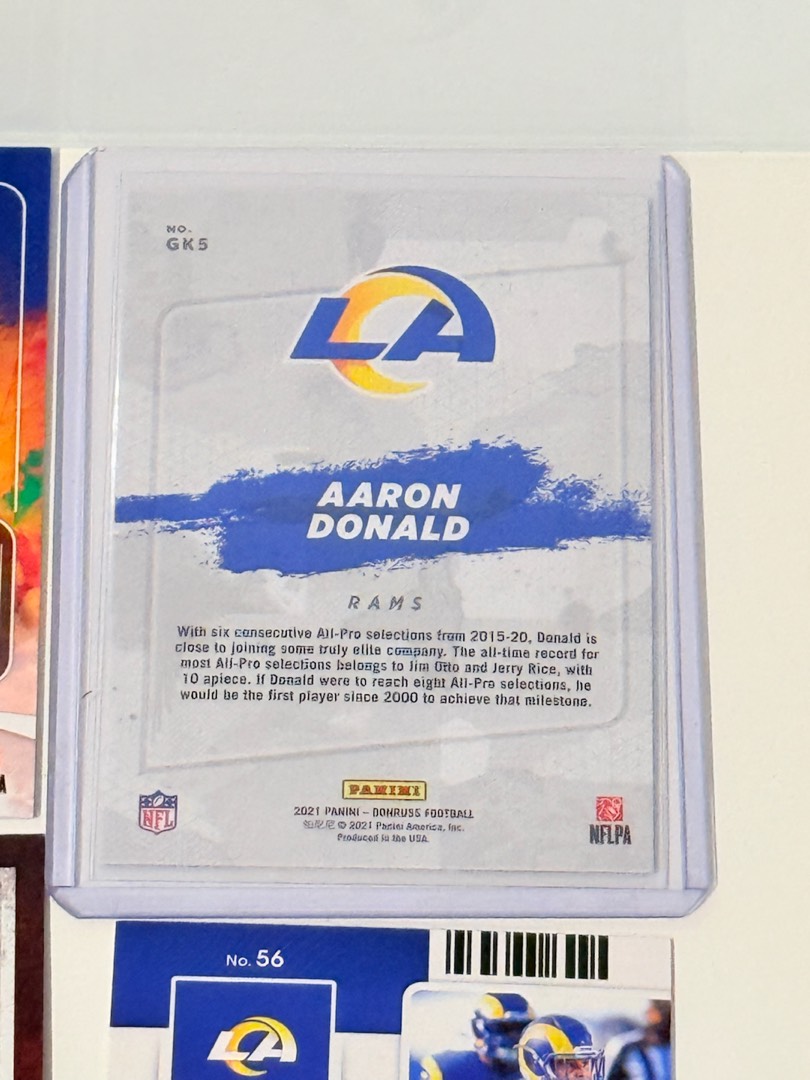 NO.
GK5
LA
AARON
DONALD
RAMS
With six consecutive All-Pro selections from 2015-20, Donald is
close to joining some truly elite company. The all-time record for
most All-Pro selections belongs to Jim Otto and Jerry Rice, with
10 apiece. If Donald were to reach eight All-Pro selections, he
would be the first player since 2000 to achieve that milestone.
PANINI
2021 PANINI – DONRUSS FOOTBALL
帕尼尼 © 2021 Panini America, Inc.
Produced in the USA.
NFL
NFLPA
No. 56
LA